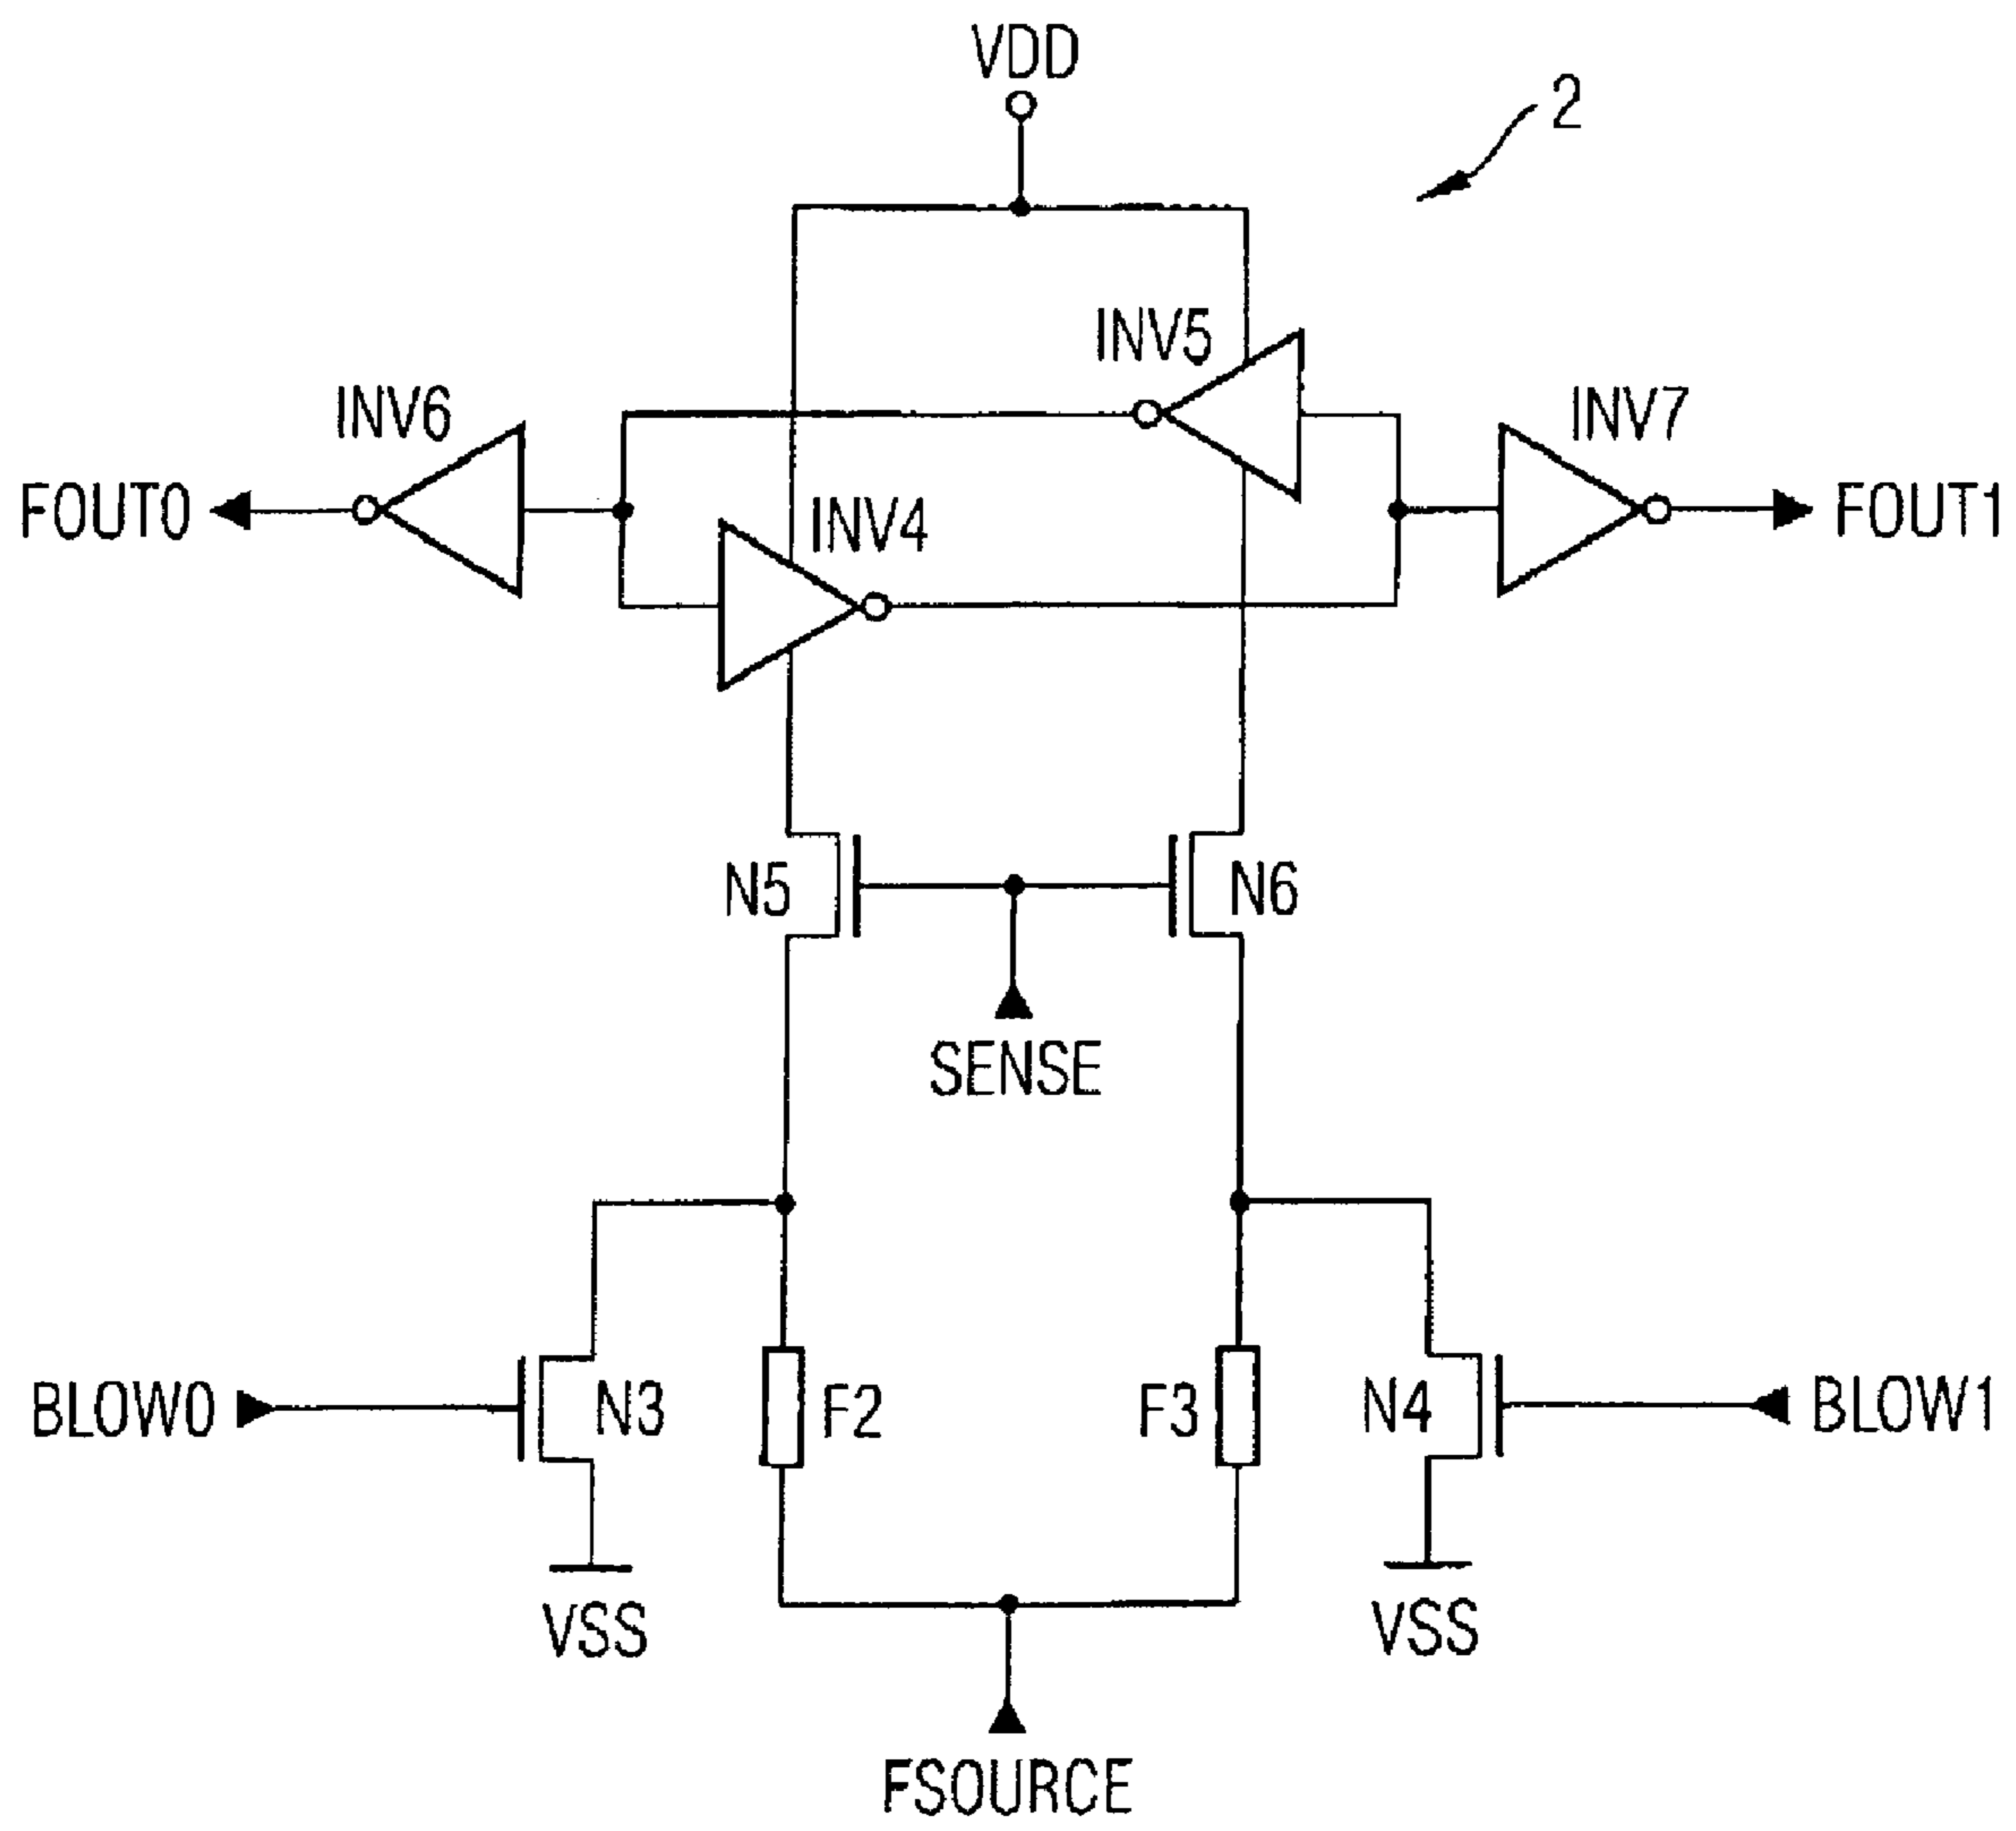 VDD
2
INV5
INV6
INV7
FOUT0
INV4
FOUT1
N5
N6
SENSE
BLOW0
N3
F2
F3
N4
BLOW1
VSS
VSS
FSOURCE